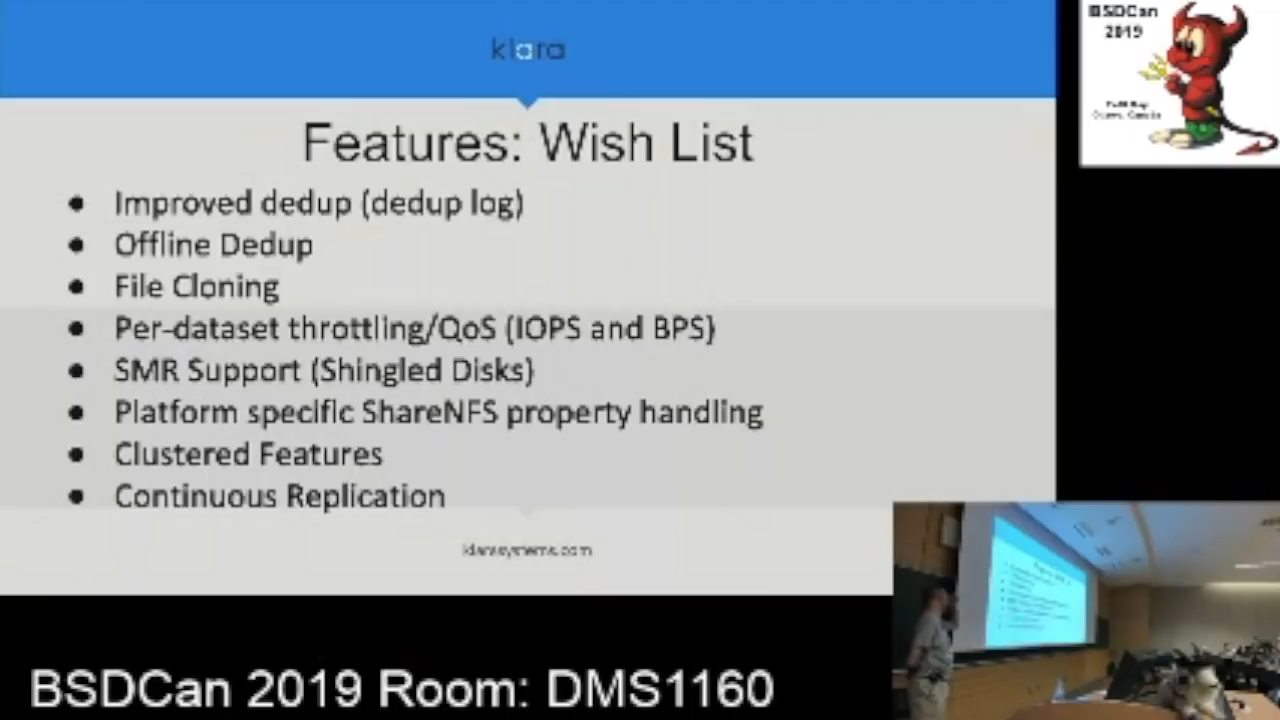 klara
BSDCan
2019
Features: Wish List
• Improved dedup (dedup log)
• Offline Dedup
• File Cloning
• Per-dataset throttling/QoS (IOPS and BPS)
• SMR Support (Shingled Disks)
• Platform specific ShareNFS property handling
• Clustered Features
• Continuous Replication
klarasystems.com
BSDCan 2019 Room: DMS1160